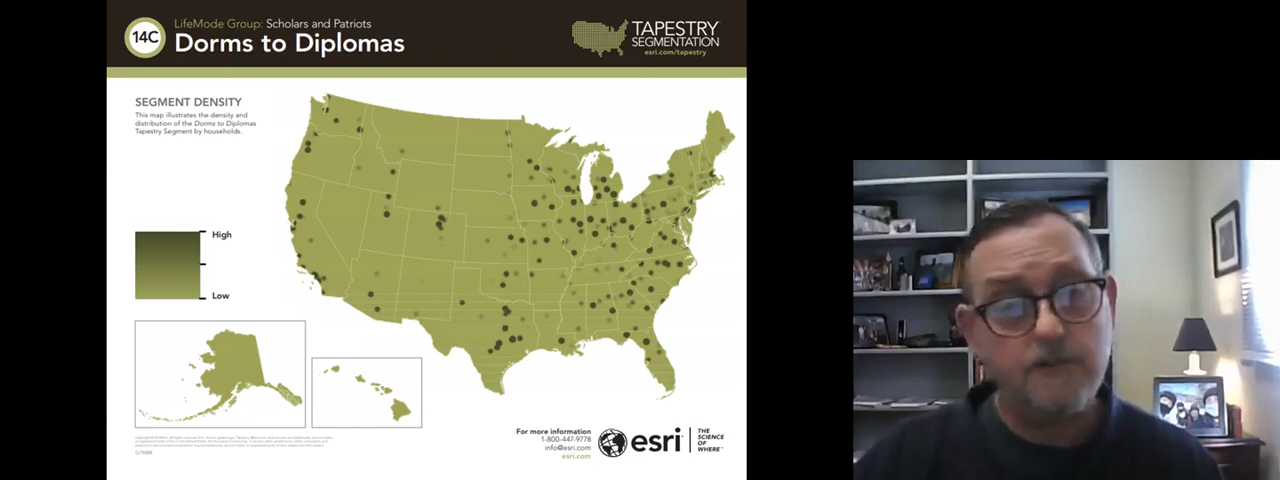 14C
LifeMode Group: Scholars and Patriots
Dorms to Diplomas
TAPESTRY
SEGMENTATION
esri.com/tapestry
SEGMENT DENSITY
This map illustrates the density and
distribution of the Dorms to Diplomas
Tapestry Segment by households.
High
Low
For more information
1-800-447-9778
info@esri.com
esri.com
esri
THE
SCIENCE
OF
WHERE